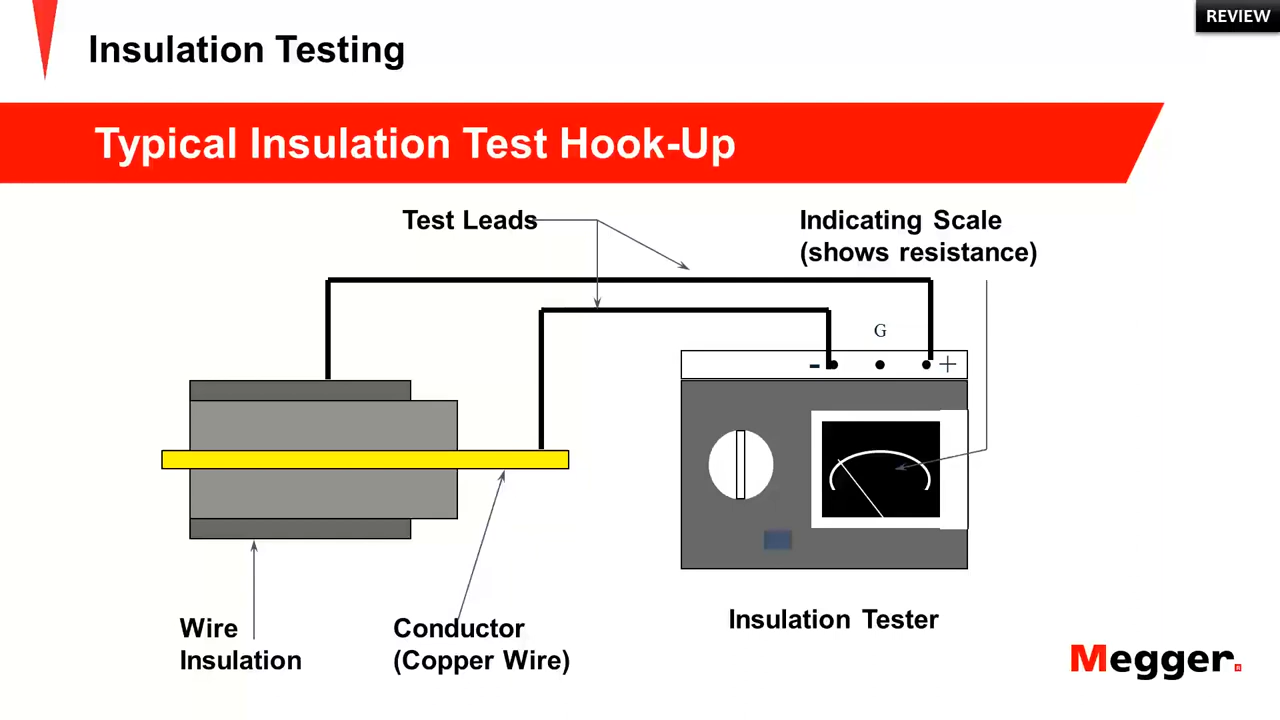 REVIEW
Insulation Testing
Typical Insulation Test Hook-Up
Test Leads
Indicating Scale
(shows resistance)
G
- +
Wire
Insulation
Conductor
(Copper Wire)
Insulation Tester
Megger.